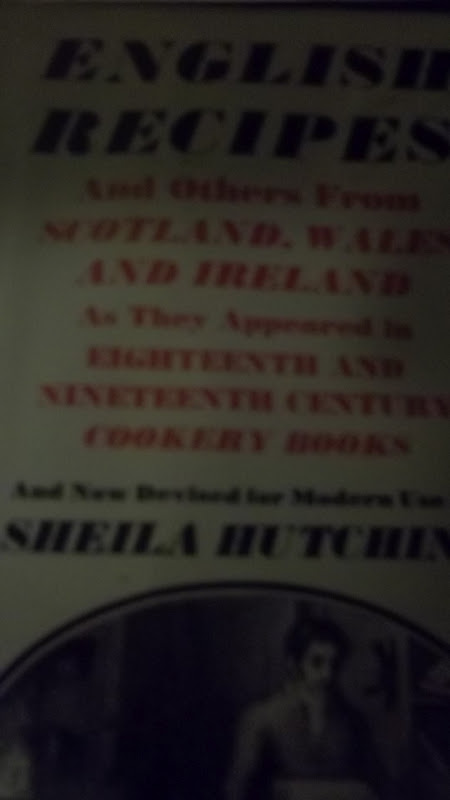 ENGLISH
RECIPES
And Others From
SCOTLAND, WALES
AND IRELAND
As They Appeared in
EIGHTEENTH AND
NINETEENTH CENTURY
COOKERY BOOKS
And Now Devised for Modern Use
SHEILA HUTCHIN